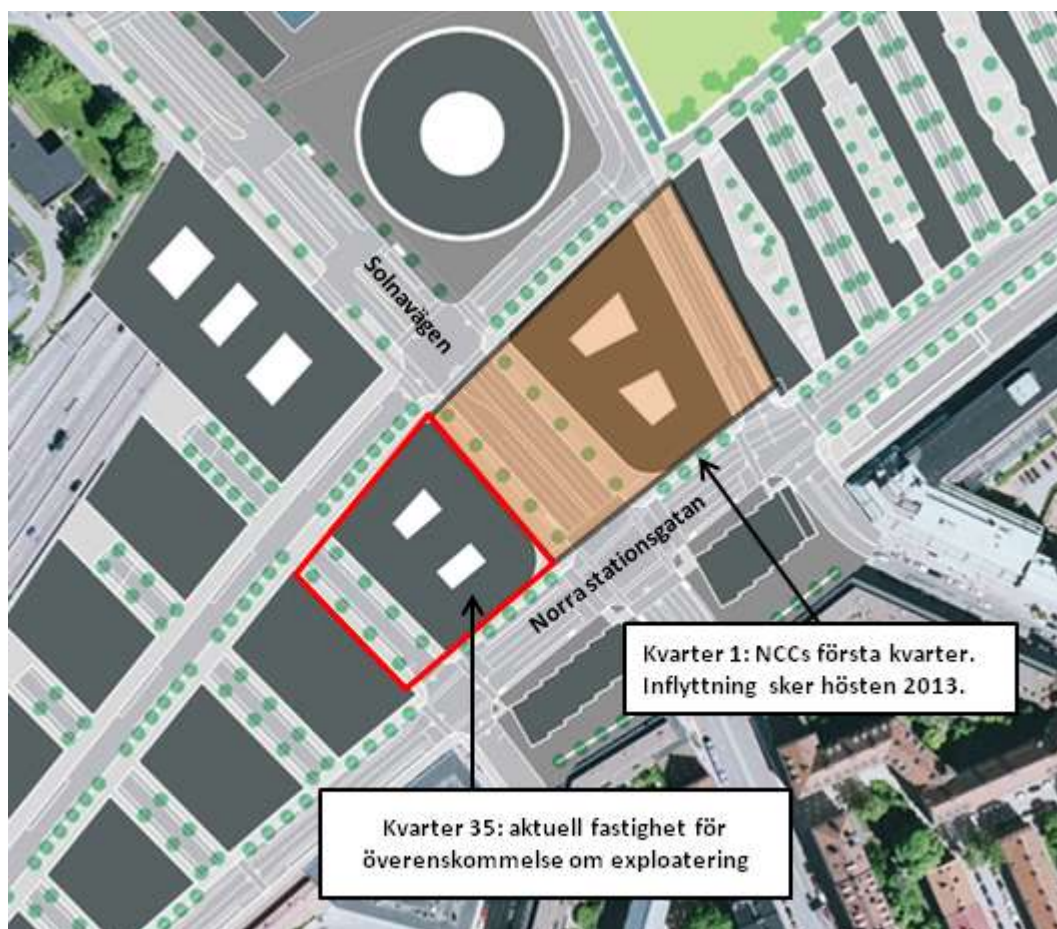 Solnavägen
Norra stationsgatan
Kvarter 1: NCCs första kvarter.
Inflyttning sker hösten 2013.
Kvarter 35: aktuell fastighet för
överenskommelse om exploatering